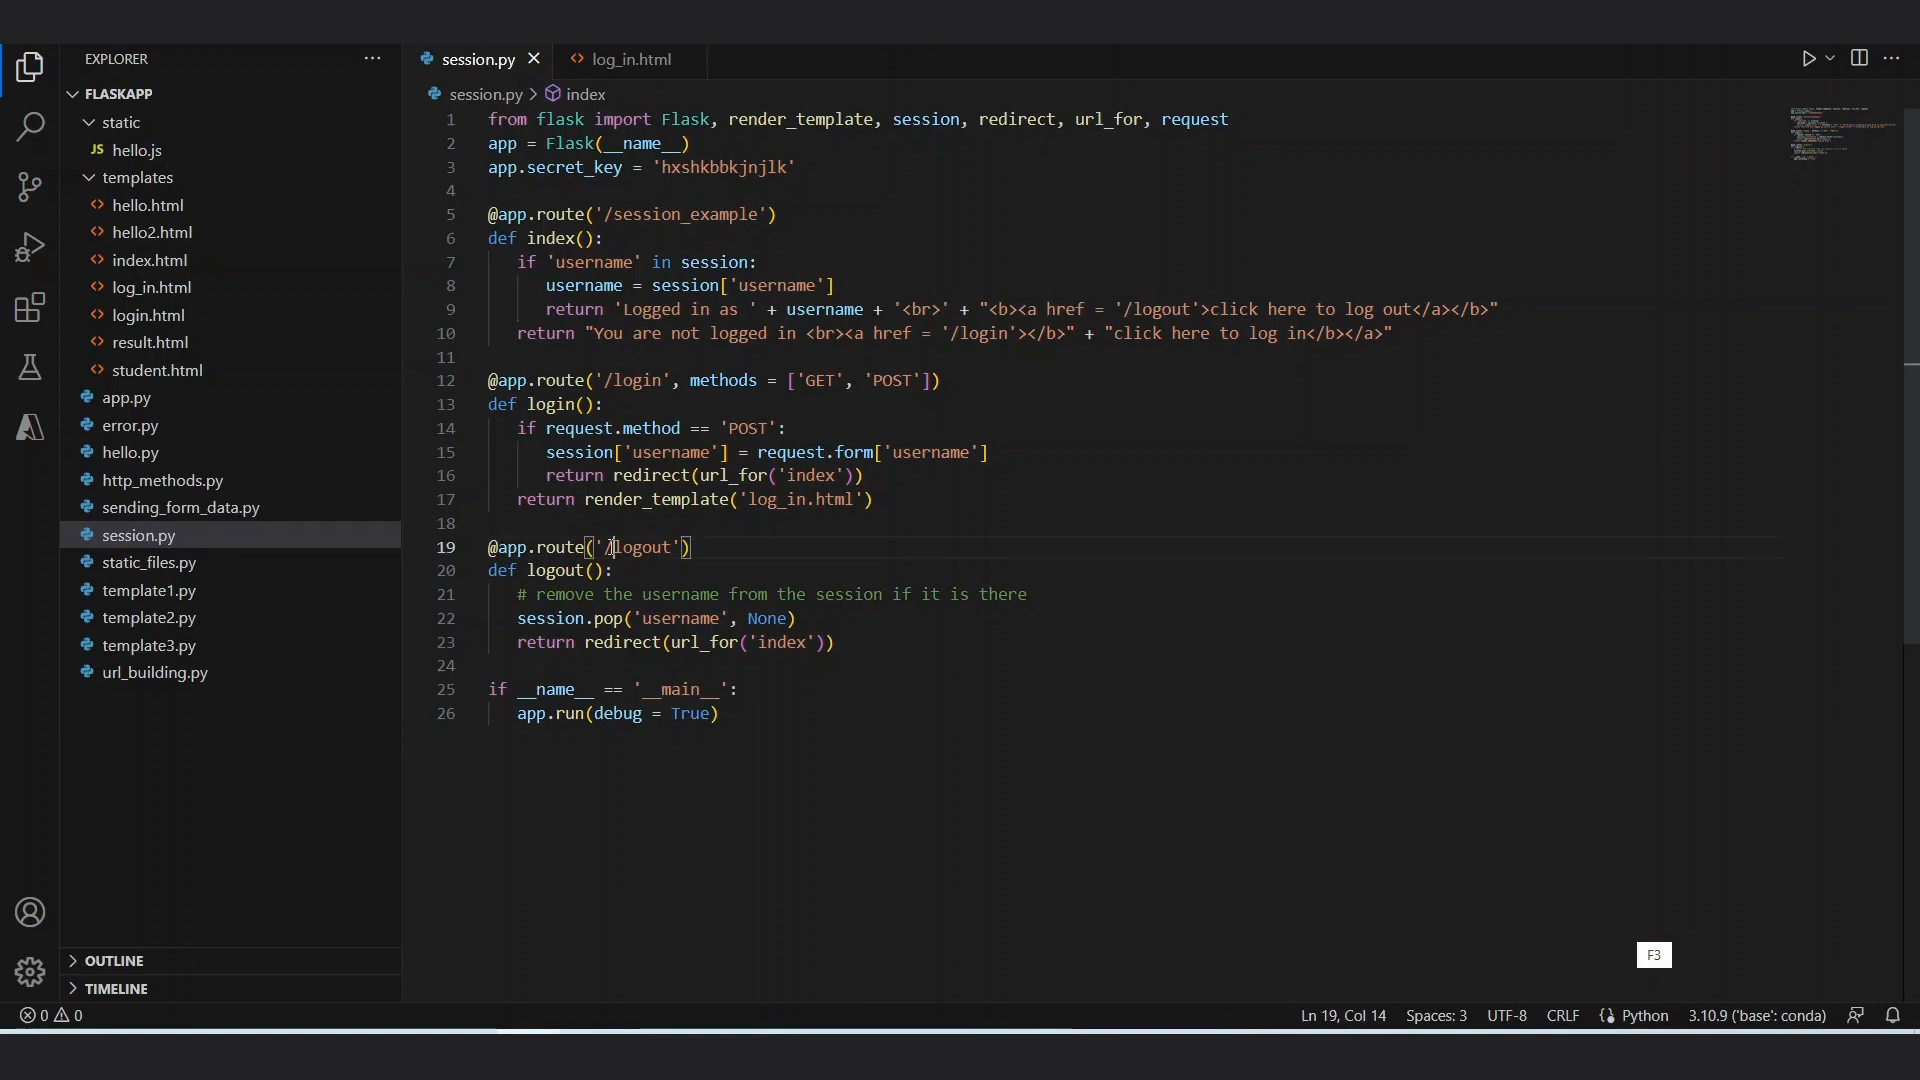 EXPLORER
FLASKAPP
static
JS hello.js
templates
hello.html
hello2.html
index.html
log_in.html
login.html
result.html
student.html
app.py
error.py
hello.py
http_methods.py
sending_form_data.py
session.py
static_files.py
template1.py
template2.py
template3.py
url_building.py
OUTLINE
TIMELINE
session.py
log_in.html
session.py > index
1 from flask import Flask, render_template, session, redirect, url_for, request
2 app = Flask(__name__)
3 app.secret_key = 'hxshkbbkjnjlk'
4
5 @app.route('/session_example')
6 def index():
7 if 'username' in session:
8 username = session['username']
9 return 'Logged in as ' + username + '<br>' + "<b><a href = '/logout'>click here to log out</a></b>"
10 return "You are not logged in <br><a href = '/login'></b>" + "click here to log in</b></a>"
11
12 @app.route('/login', methods = ['GET', 'POST'])
13 def login():
14 if request.method == 'POST':
15 session['username'] = request.form['username']
16 return redirect(url_for('index'))
17 return render_template('log_in.html')
18
19 @app.route('/logout')
20 def logout():
21 # remove the username from the session if it is there
22 session.pop('username', None)
23 return redirect(url_for('index'))
24
25 if __name__ == '__main__':
26 app.run(debug = True)
F3
0 0
Ln 19, Col 14
Spaces: 3
UTF-8
CRLF
Python
3.10.9 ('base': conda)